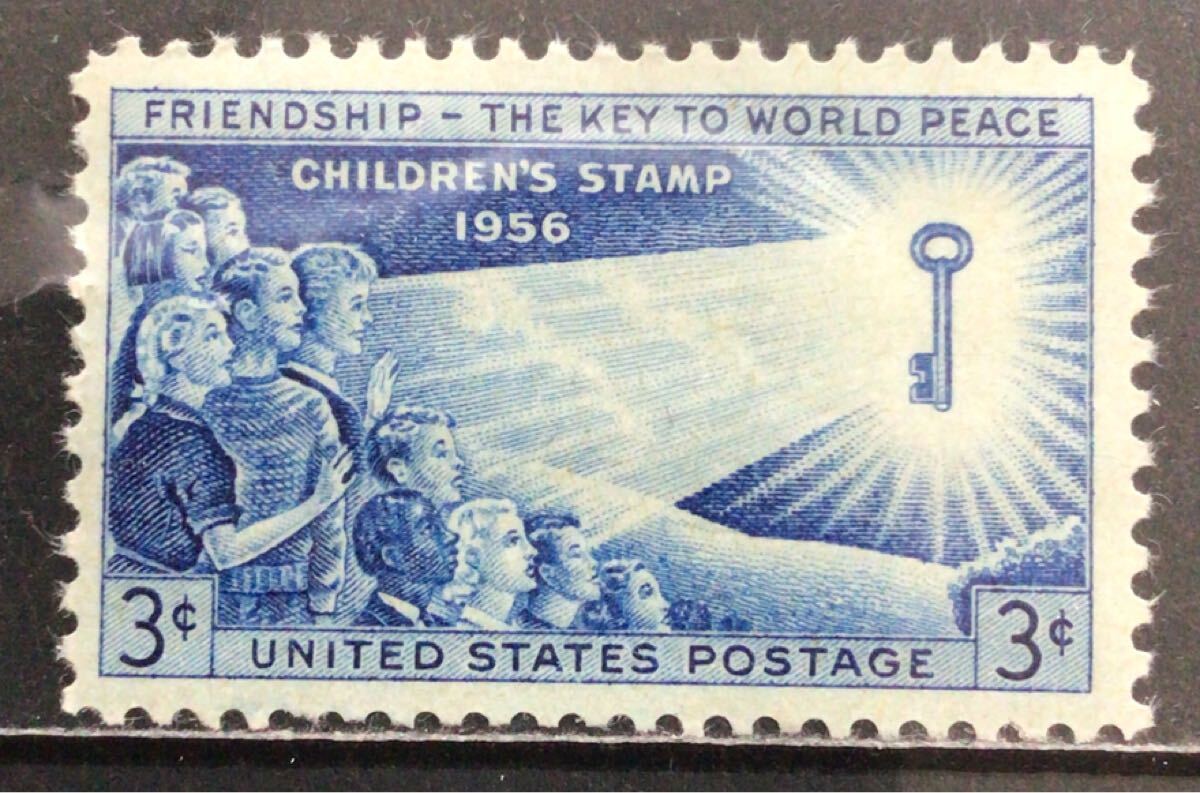 FRIENDSHIP – THE KEY TO WORLD PEACE
CHILDREN'S STAMP
1956
3¢
UNITED STATES POSTAGE
3¢